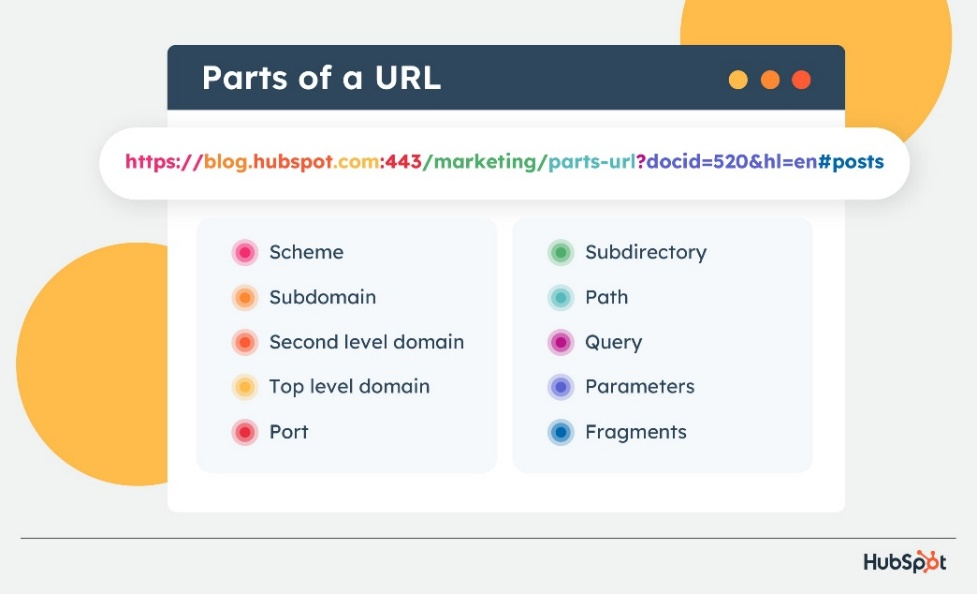 Parts of a URL
https://blog.hubspot.com:443/marketing/parts-url?docid=520&hl=en#posts
Scheme
Subdomain
Second level domain
Top level domain
Port
Subdirectory
Path
Query
Parameters
Fragments
HubSpot